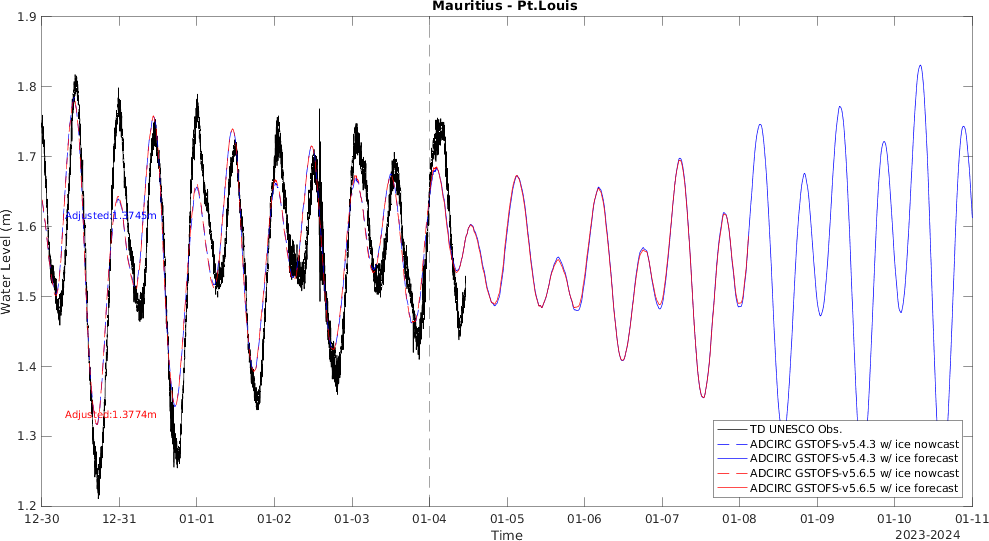 Mauritius - Pt.Louis
1.9
1.8
1.7
1.6
1.5
1.4
1.3
1.2
Water Level (m)
Adjusted:1.3745m
Adjusted:1.3774m
TD UNESCO Obs.
ADCIRC GSTOFS-v5.4.3 w/ ice nowcast
ADCIRC GSTOFS-v5.4.3 w/ ice forecast
ADCIRC GSTOFS-v5.6.5 w/ ice nowcast
ADCIRC GSTOFS-v5.6.5 w/ ice forecast
12-30 12-31 01-01 01-02 01-03 01-04 01-05 01-06 01-07 01-08 01-09 01-10 01-11
Time
2023-2024